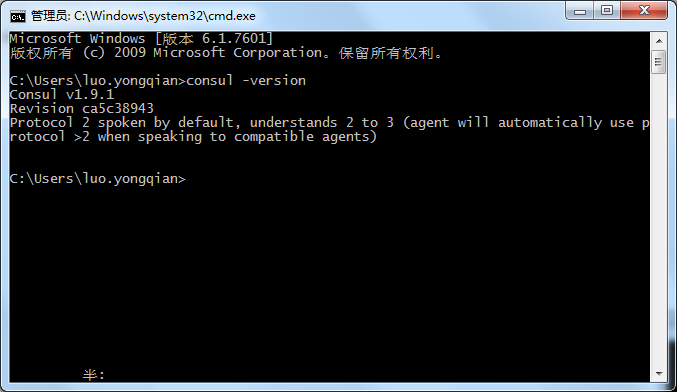 管理员: C:\Windows\system32\cmd.exe
Microsoft Windows [版本 6.1.7601]
版权所有 (c) 2009 Microsoft Corporation。保留所有权利。
C:\Users\luo.yongqian>consul -version
Consul v1.9.1
Revision ca5c38943
Protocol 2 spoken by default, understands 2 to 3 (agent will automatically use p
rotocol >2 when speaking to compatible agents)
C:\Users\luo.yongqian>
半: